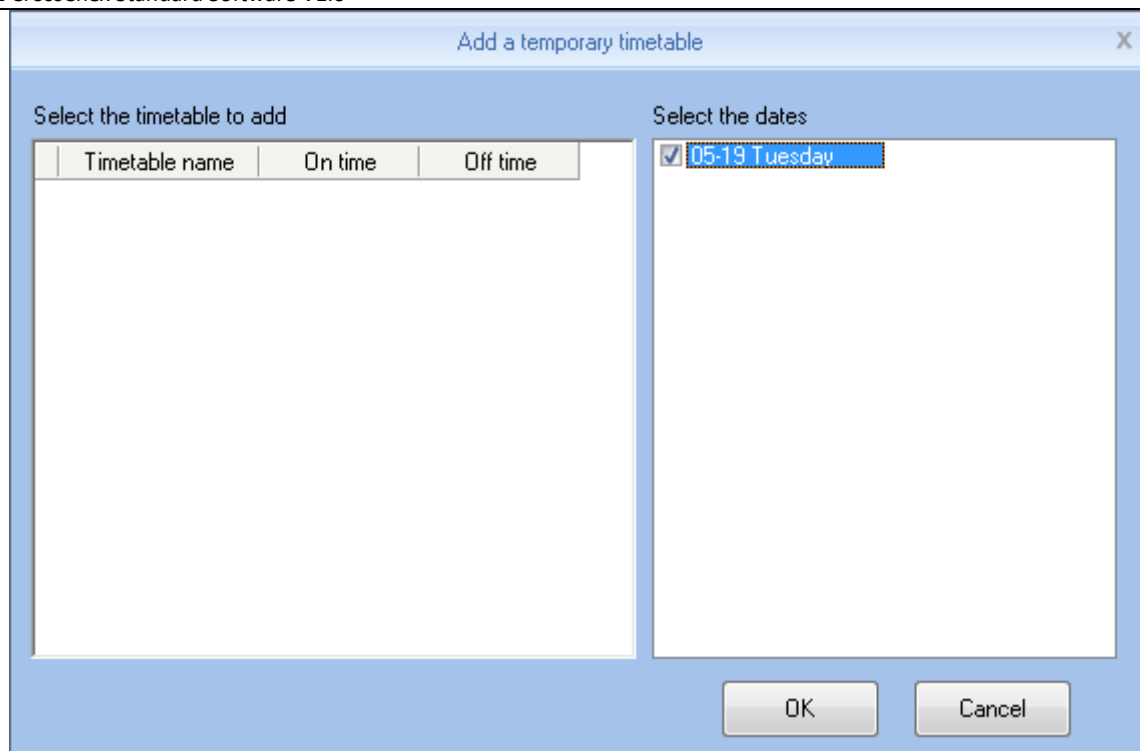 Add a temporary timetable X
Select the timetable to add
Timetable name On time Off time
Select the dates
05-19 Tuesday
OK Cancel